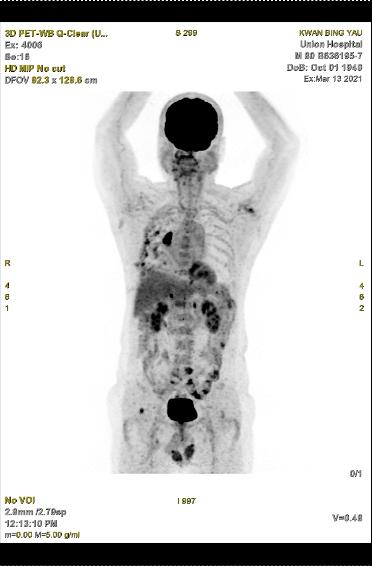 3D PET-WB Q-Clear (U...
Ex: 4006
Se:15
HD MIP No cut
DFOV 92.3 x 129.6 cm
S 299
KWAN BING YAU
Union Hospital
M 80 B636195-7
DoB: Oct 01 1940
Ex:Mar 13 2021
R
4
6
1
L
4
6
2
0/1
No VOI
2.8mm /2.79sp
12:13:10 PM
m=0.00 M=5.00 g/ml
I 997
V=0.48